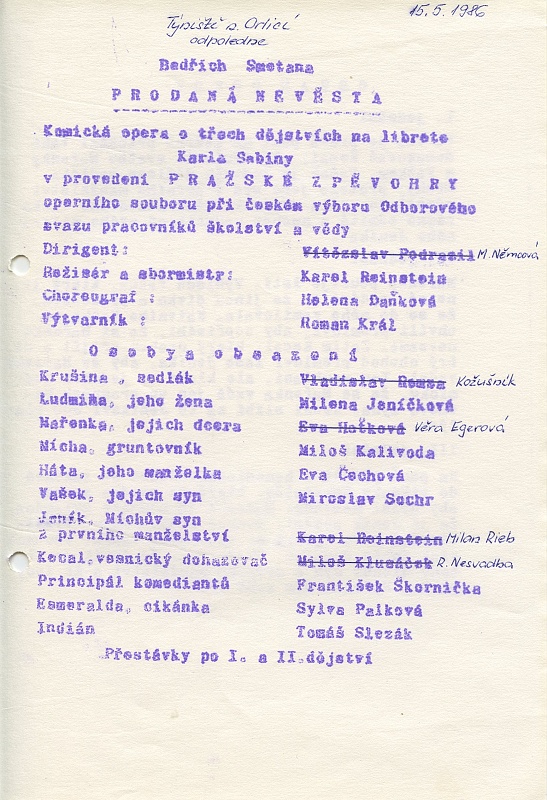 15.5.1986
Týniště n. Orlicí
odpoledne
Bedřich Smetana
PRODANÁ NEVĚSTA
Komická opera o třech dějstvích na libreto
Karla Sabiny
v provedení PRAŽSKÉ ZPĚVOHRY
operního souboru při českém výboru Odborového
svazu pracovníků školství a vědy
Dirigent: Vítězslav Podrazil M. Němcová
Režisér a sbormistr: Karel Reinstein
Choreograf : Helena Daňková
Výtvarník : Roman Král
Osoby a obsazení
Krušina , sedlák Vladislav Kožušník
Ludmila, jeho žena Milena Janíčková
Mařenka, jejich dcera Eva Věra Egerová
Mícha, gruntovník Miloš Kalivoda
Háta, jeho manželka Eva Čechová
Vašek, jejich syn Miroslav Sochr
Jeník, Míchův syn
z prvního manželství Karel Reinstein Milan Rieb
Kecal,vesnický dohazovač Miloš Klusáček R. Nesvadba
Principál komediantů František Škornička
Esmeralda, cikánka Sylva Palková
Indián Tomáš Slezák
Přestávky po I. a II.dějství